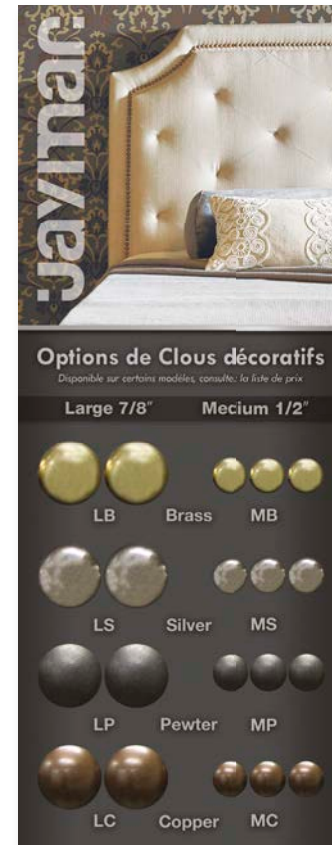 Jaymar
Options de Clous décoratifs
Disponible sur certains modèles, consulte; la liste de prix
Large 7/8" Mecium 1/2"
LB Brass MB
LS Silver MS
LP Pewter MP
LC Copper MC